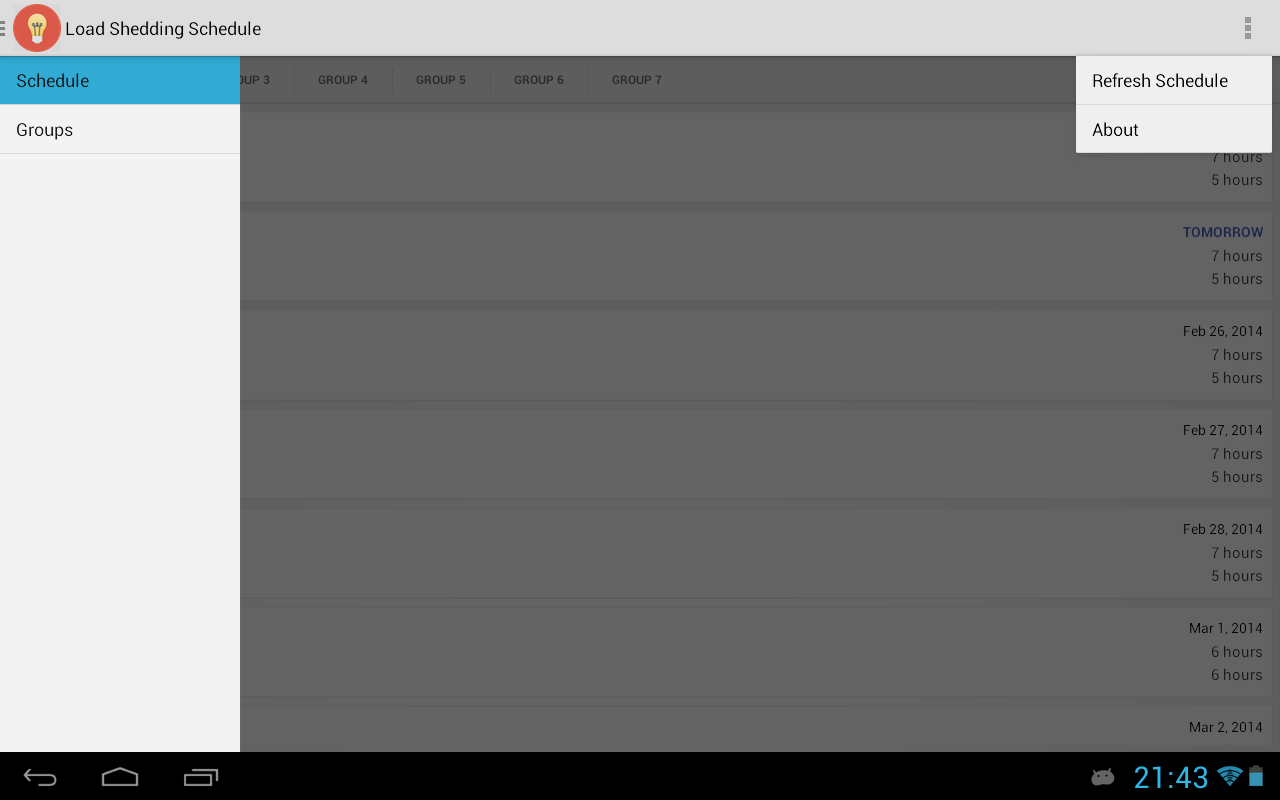 Load Shedding Schedule
Schedule
Groups
GROUP 4
GROUP 5
GROUP 6
GROUP 7
Refresh Schedule
About
7 hours
5 hours
TOMORROW
7 hours
5 hours
Feb 26, 2014
7 hours
5 hours
Feb 27, 2014
7 hours
5 hours
Feb 28, 2014
7 hours
5 hours
Mar 1, 2014
6 hours
6 hours
Mar 2, 2014
21:43